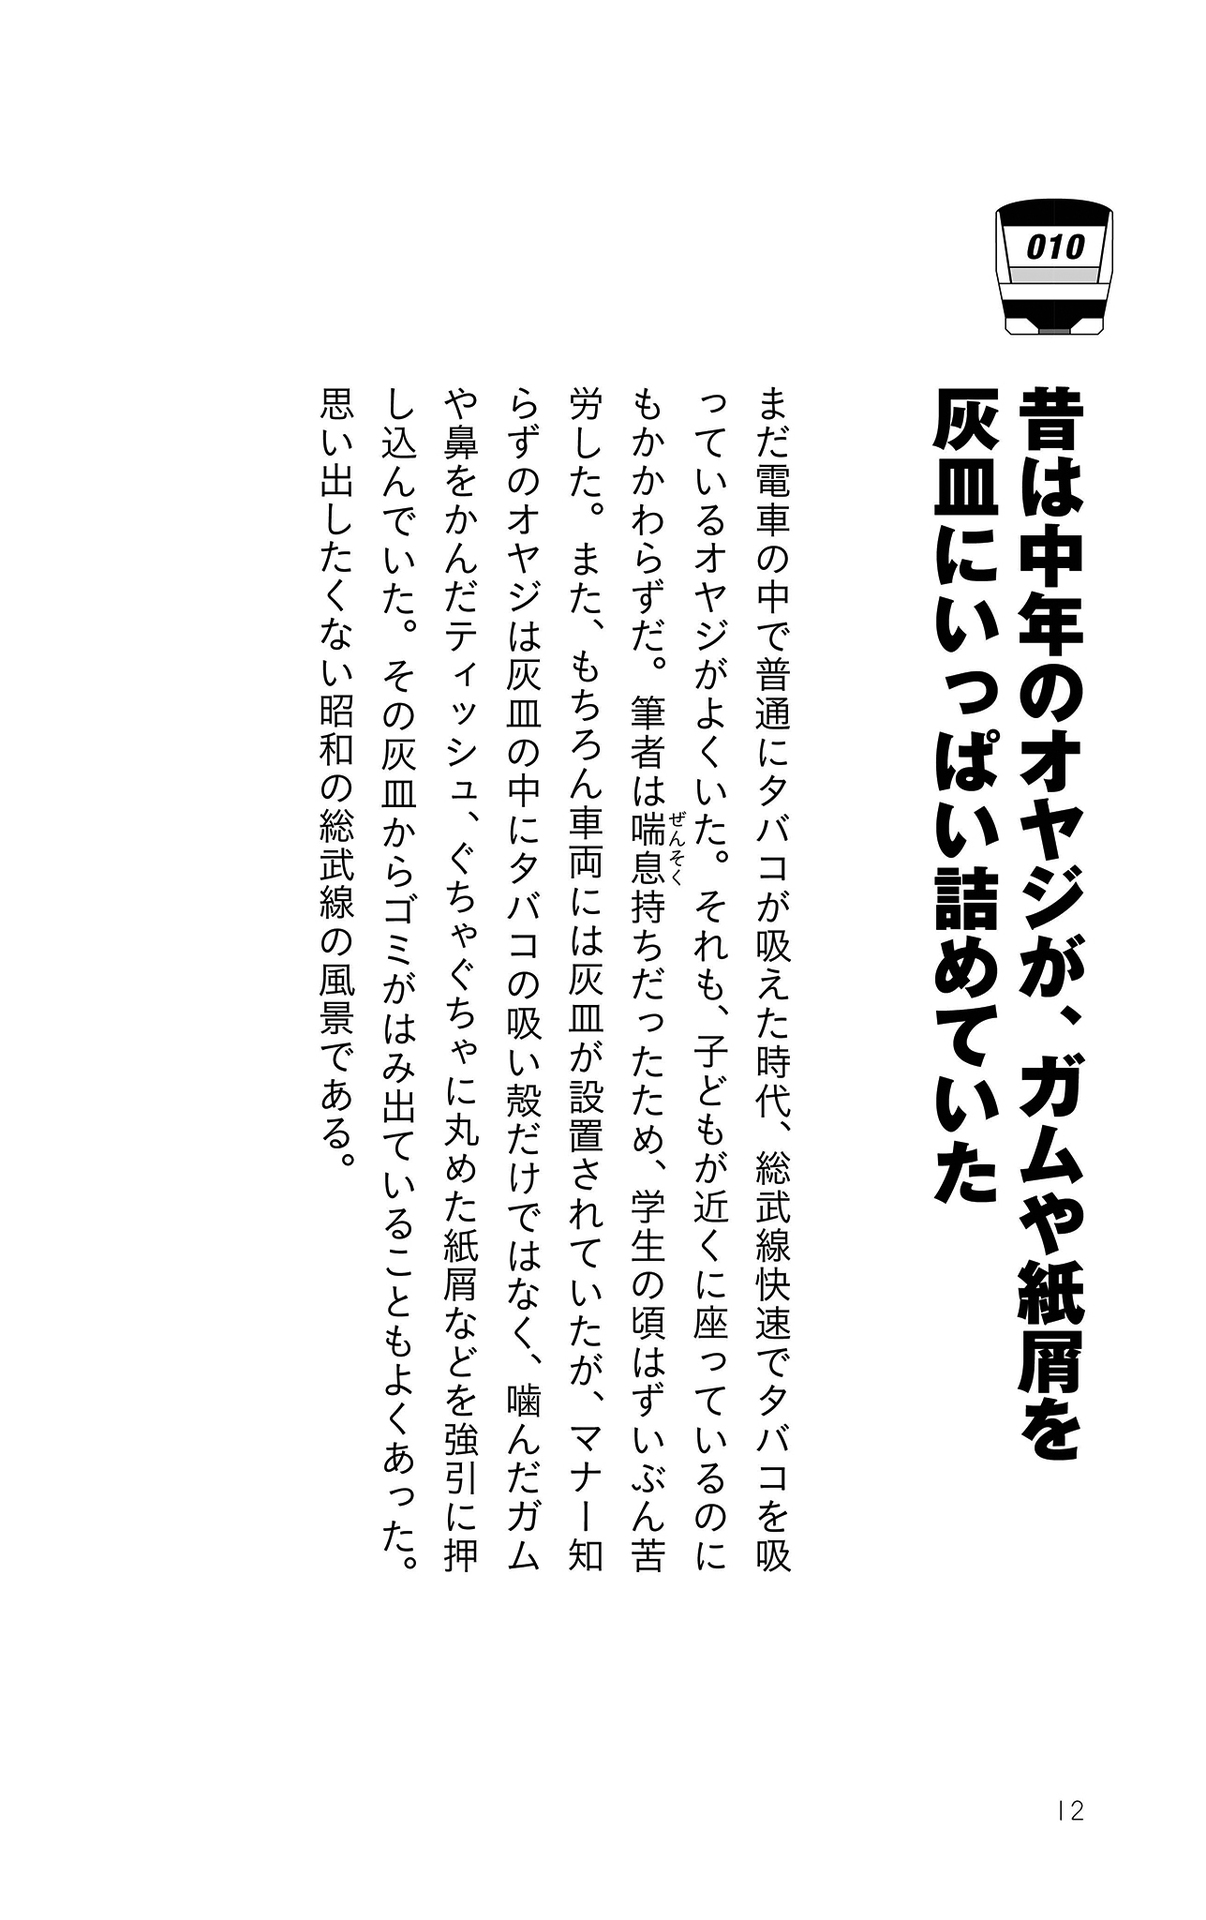 010
昔は中年のオヤジが、ガムや紙屑を
灰皿にいっぱい詰めていた
まだ電車の中で普通にタバコが吸えた時代、総武線快速でタバコを吸
っているオヤジがよくいた。それも、子どもが近くに座っているのに
もかかわらずだ。筆者は喘息持ちだったため、学生の頃はずいぶん苦
ぜんそく
労した。また、もちろん車両には灰皿が設置されていたが、マナー知
らずのオヤジは灰皿の中にタバコの吸い殻だけではなく、噛んだガム
や鼻をかんだティッシュ、ぐちゃぐちゃに丸めた紙屑などを強引に押
し込んでいた。その灰皿からゴミがはみ出ていることもよくあった。
思い出したくない昭和の総武線の風景である。
12